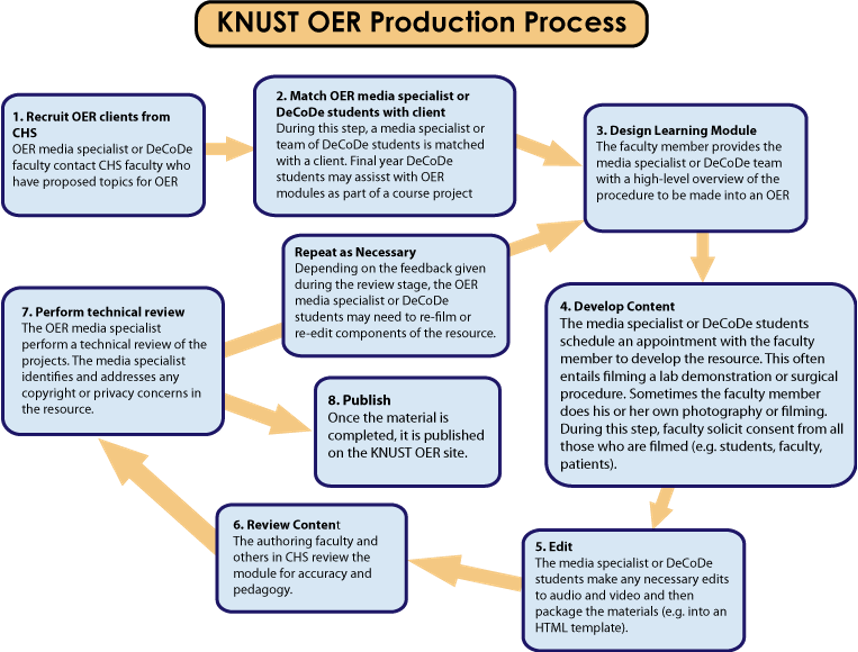 KNUST OER Production Process
1. Recruit OER clients from
CHS
OER media specialist or DeCoDe
faculty contact CHS faculty who
have proposed topics for OER
2. Match OER media specialist or
DeCoDe students with client
During this step, a media specialist or
team of DeCoDe students is matched
with a client. Final year DeCoDe
students may assisst with OER
modules as part of a course project
3. Design Learning Module
The faculty member provides the
media specialist or DeCoDe team
with a high-level overview of the
procedure to be made into an OER
Repeat as Necessary
Depending on the feedback given
during the review stage, the OER
media specialist or DeCoDe
students may need to re-film or
re-edit components of the resource.
4. Develop Content
The media specialist or DeCoDe students
schedule an appointment with the faculty
member to develop the resource. This often
entails filming a lab demonstration or surgical
procedure. Sometimes the faculty member
does his or her own photography or filming.
During this step, faculty solicit consent from all
those who are filmed (e.g. students, faculty,
patients).
5. Edit
The media specialist or DeCoDe
students make any necessary edits
to audio and video and then
package the materials (e.g. into an
HTML template).
6. Review Content
The authoring faculty and
others in CHS review the
module for accuracy and
pedagogy.
7. Perform technical review
The OER media specialist
perform a technical review of the
projects. The media specialist
identifies and addresses any
copyright or privacy concerns in
the resource.
8. Publish
Once the material is
completed, it is published
on the KNUST OER site.